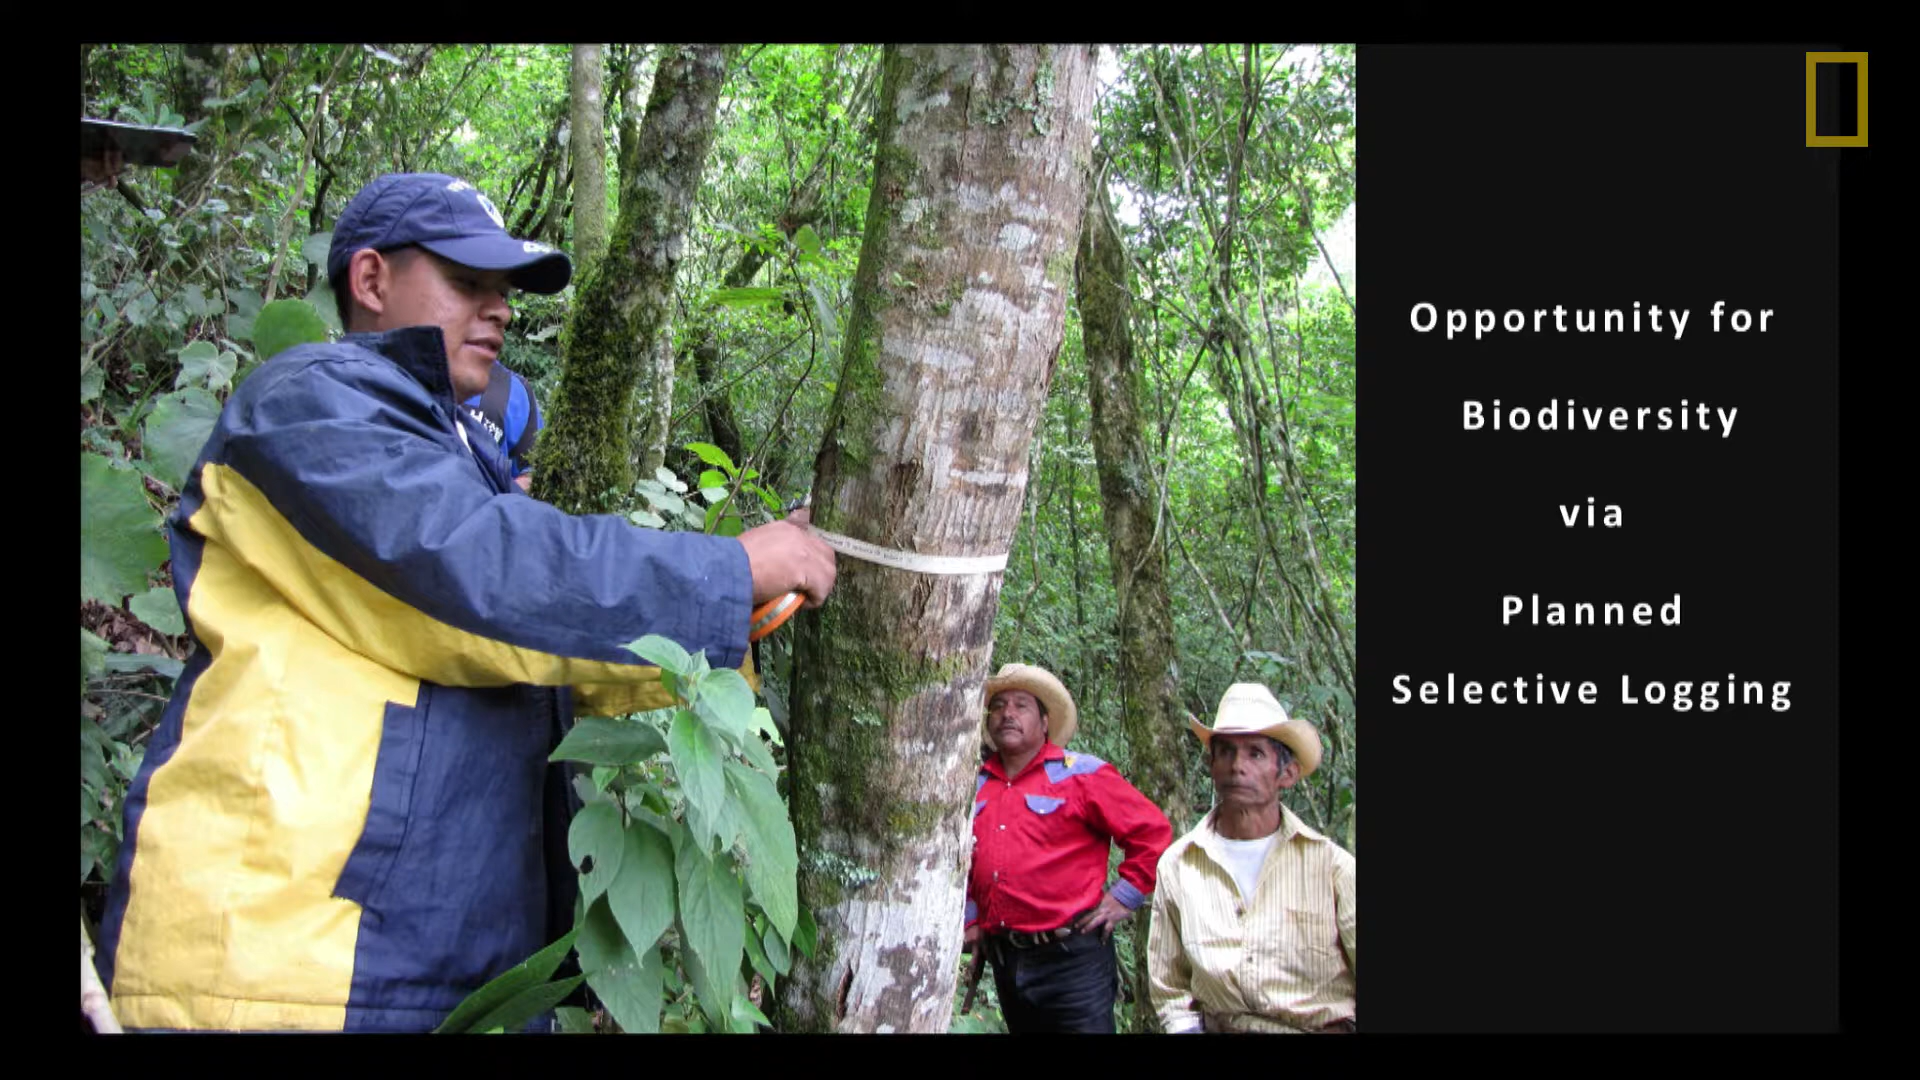 Opportunity for
Biodiversity
via
Planned
Selective Logging